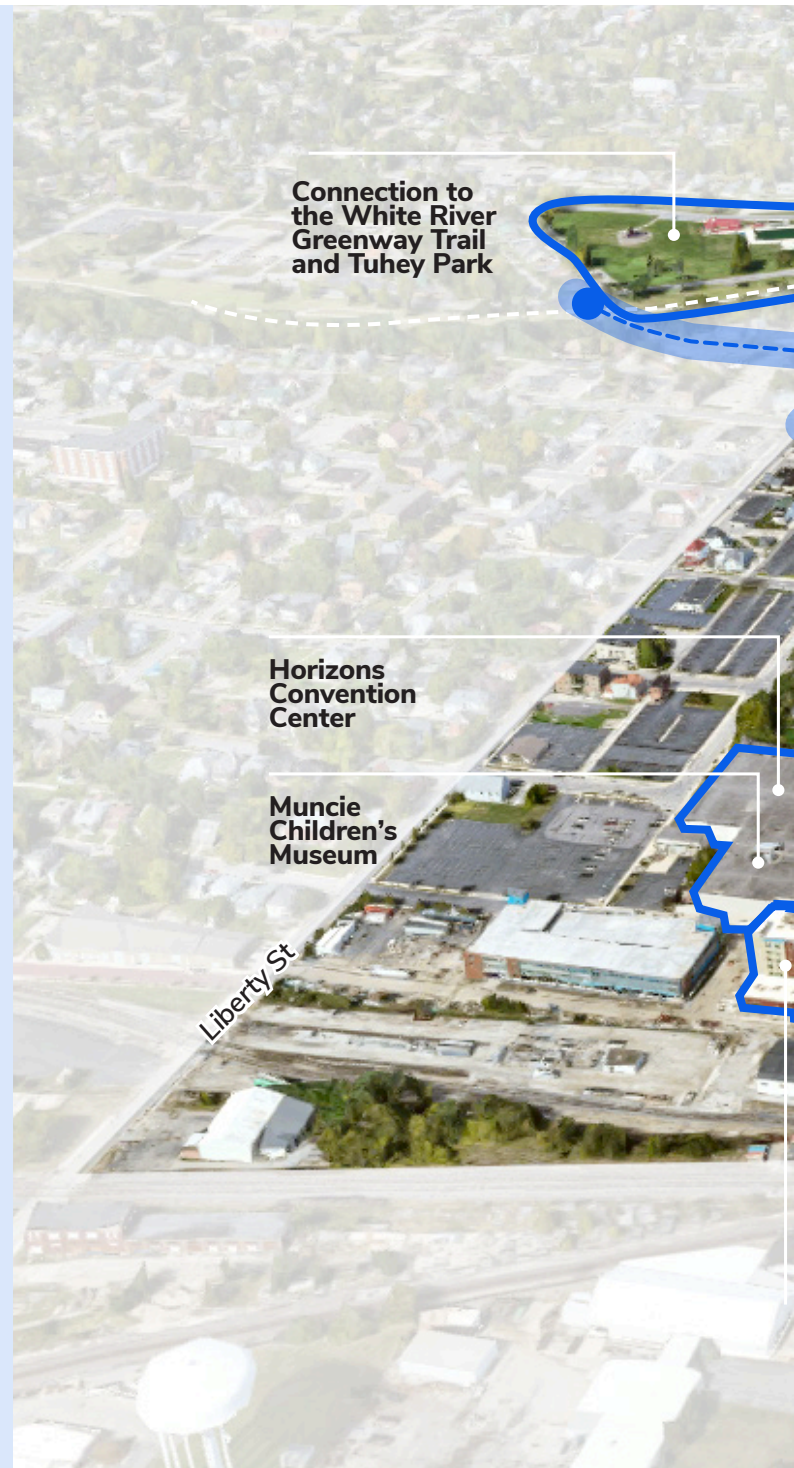 Connection to
the White River
Greenway Trail
and Tuhey Park
Horizons
Convention
Center
Muncie
Children's
Museum
Liberty St